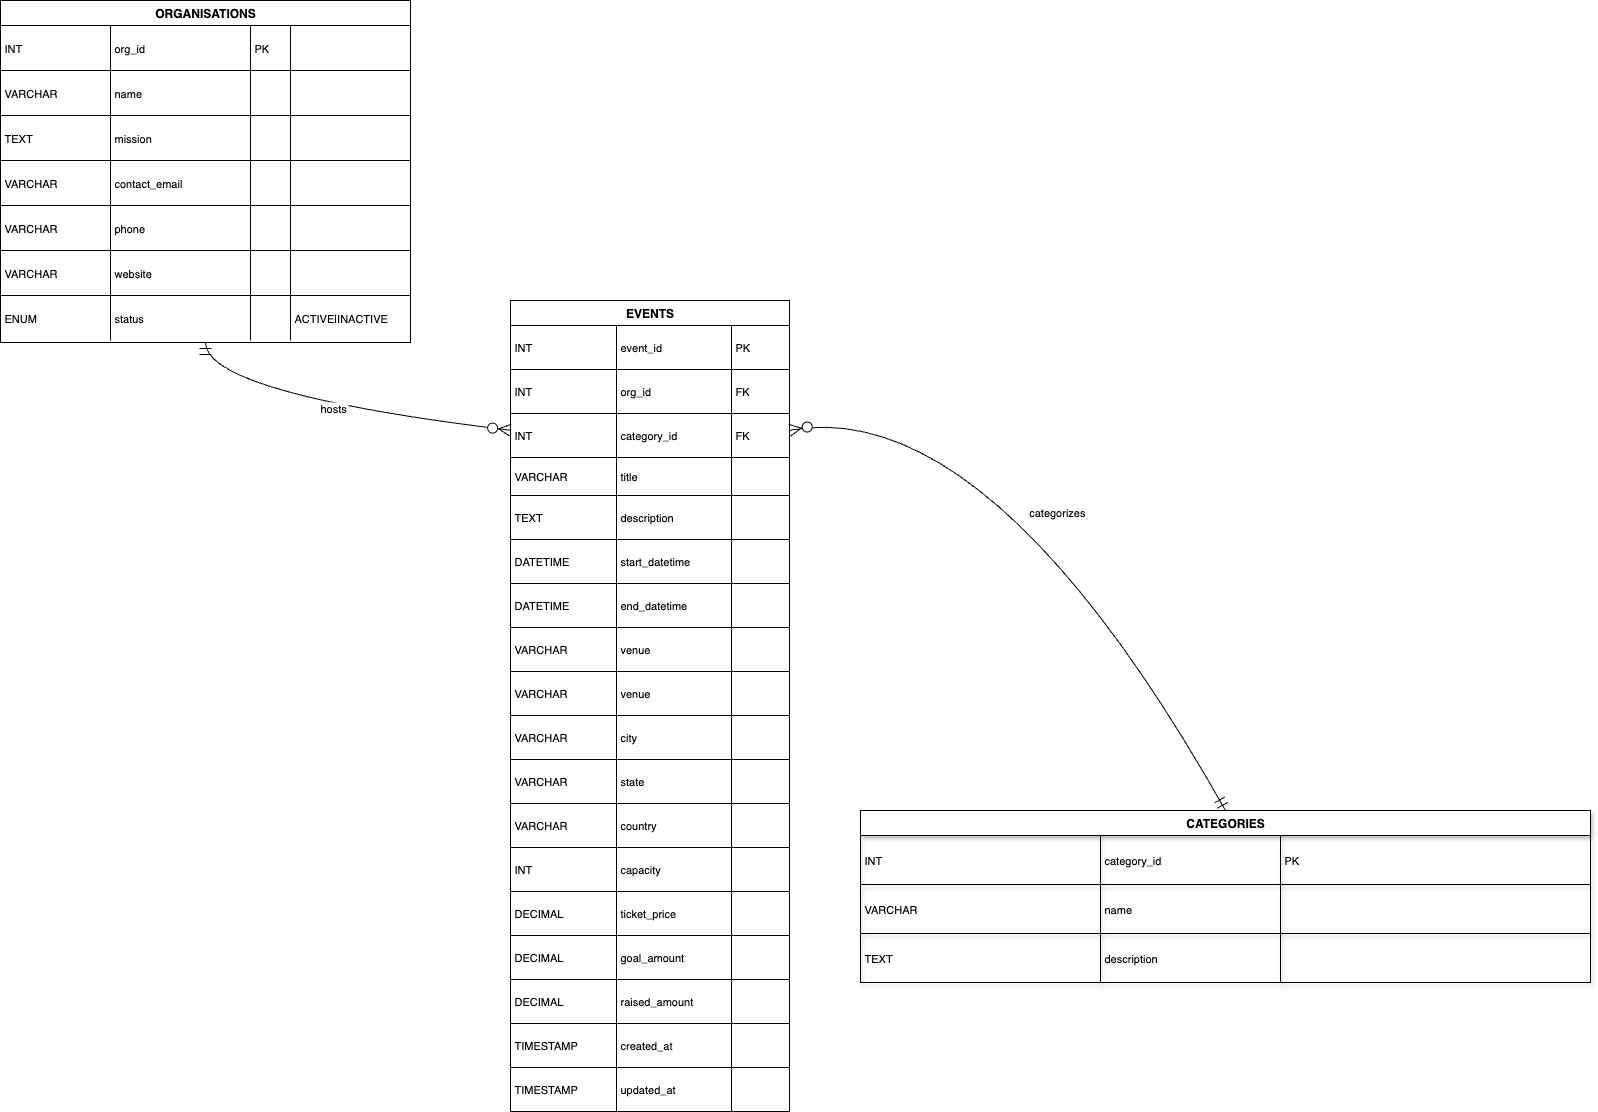 ORGANISATIONS
INT org_id PK
VARCHAR name
TEXT mission
VARCHAR contact_email
VARCHAR phone
VARCHAR website
ENUM status ACTIVE|INACTIVE
hosts
EVENTS
INT event_id PK
INT org_id FK
INT category_id FK
VARCHAR title
TEXT description
DATETIME start_datetime
DATETIME end_datetime
VARCHAR venue
VARCHAR venue
VARCHAR city
VARCHAR state
VARCHAR country
INT capacity
DECIMAL ticket_price
DECIMAL goal_amount
DECIMAL raised_amount
TIMESTAMP created_at
TIMESTAMP updated_at
categorizes
CATEGORIES
INT category_id PK
VARCHAR name
TEXT description